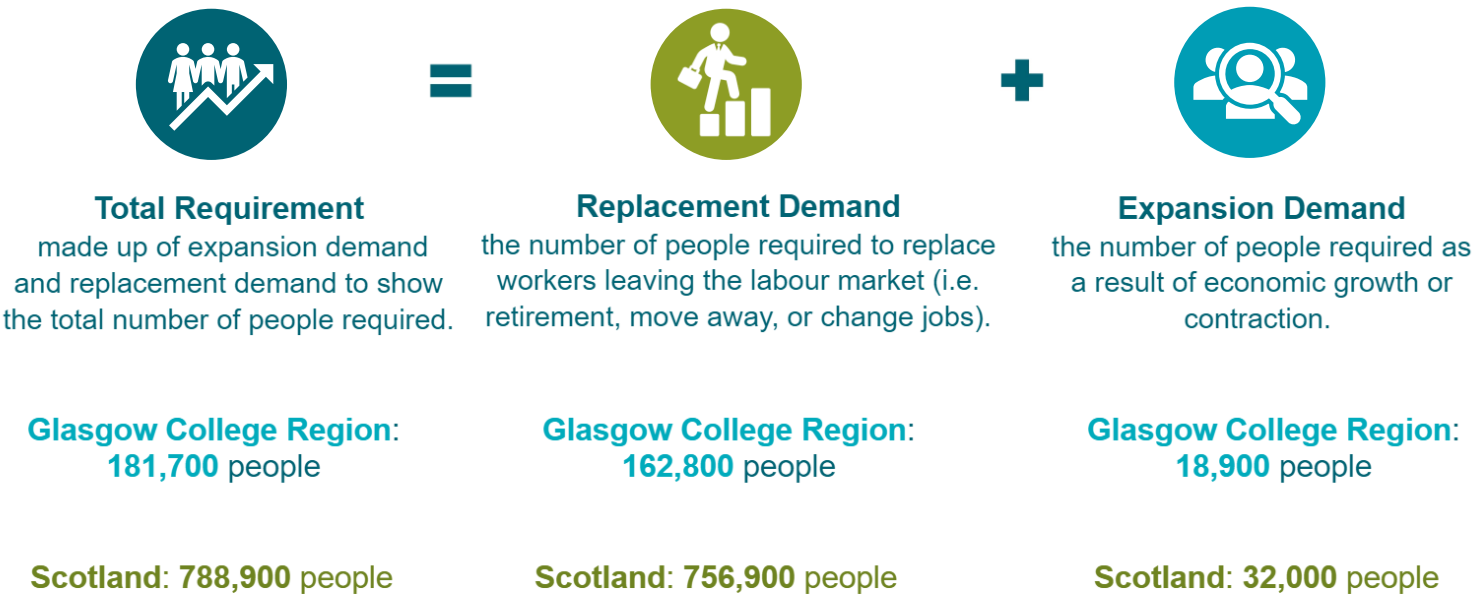 =
+
Total Requirement
made up of expansion demand
and replacement demand to show
the total number of people required.
Replacement Demand
the number of people required to replace
workers leaving the labour market (i.e.
retirement, move away, or change jobs).
Expansion Demand
the number of people required as
a result of economic growth or
contraction.
Glasgow College Region:
181,700 people
Glasgow College Region:
162,800 people
Glasgow College Region:
18,900 people
Scotland: 788,900 people
Scotland: 756,900 people
Scotland: 32,000 people